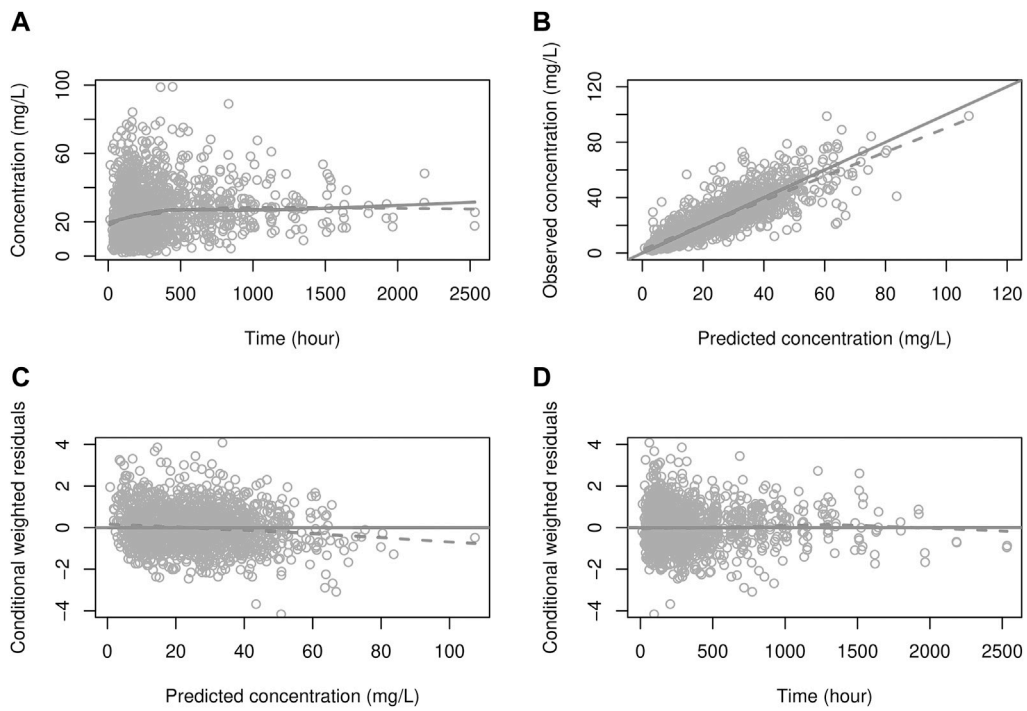 A
Concentration (mg/L)
100
60
20
0
0 500 1000 1500 2000 2500
Time (hour)
B
Observed concentration (mg/L)
120
80
40
0
0 20 40 60 80 100 120
Predicted concentration (mg/L)
C
Conditional weighted residuals
4
2
0
−2
−4
0 20 40 60 80 100
Predicted concentration (mg/L)
D
Conditional weighted residuals
4
2
0
−2
−4
0 500 1000 1500 2000 2500
Time (hour)